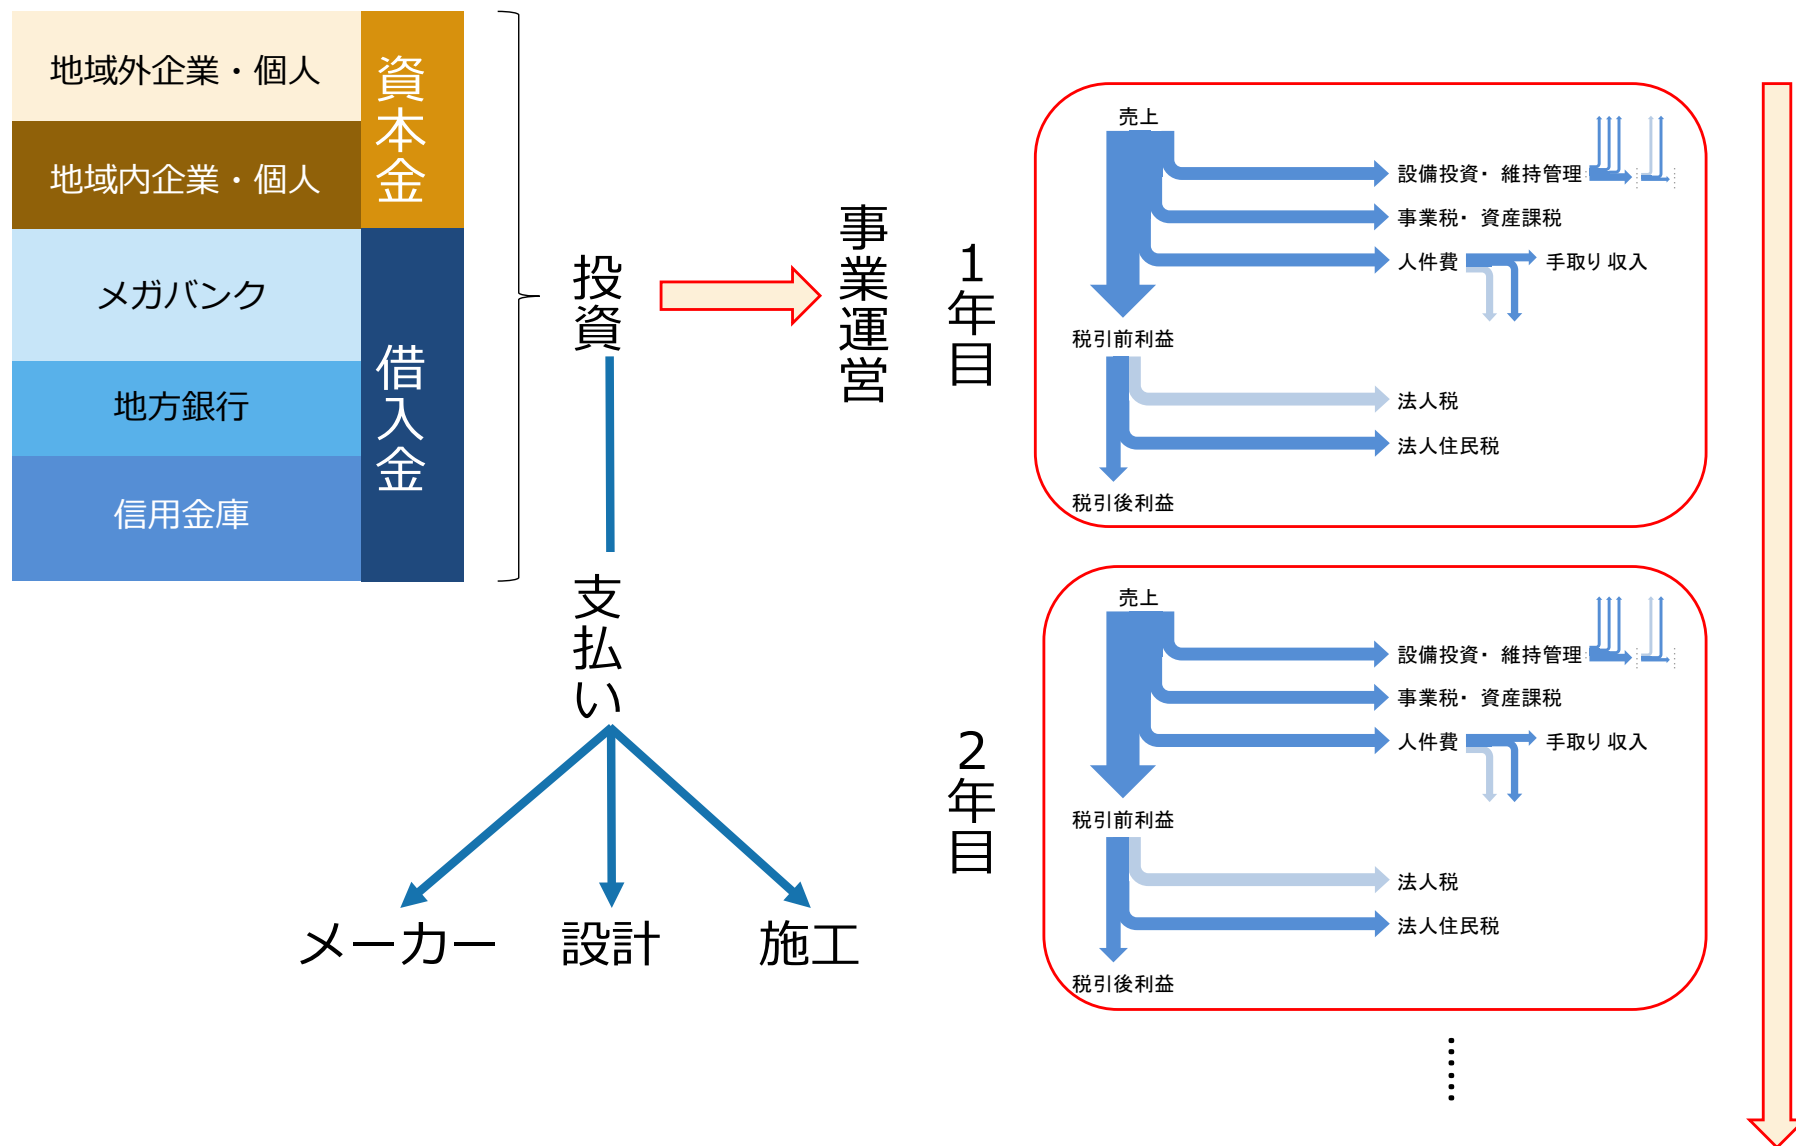 地域外企業・個人
地域内企業・個人
資本金
メガバンク
地方銀行
信用金庫
借入金
投資
支払い
メーカー
設計
施工
事業運営
1年目
売上
設備投資・維持管理
事業税・資産課税
人件費
手取り収入
税引前利益
法人税
法人住民税
税引後利益
2年目
売上
設備投資・維持管理
事業税・資産課税
人件費
手取り収入
税引前利益
法人税
法人住民税
税引後利益
……